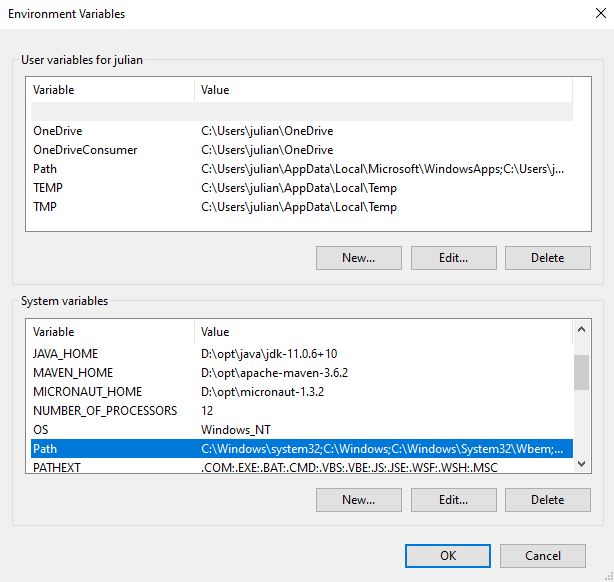 Environment Variables
User variables for julian
Variable Value
OneDrive C:\Users\julian\OneDrive
OneDriveConsumer C:\Users\julian\OneDrive
Path C:\Users\julian\AppData\Local\Microsoft\WindowsApps;C:\Users\j...
TEMP C:\Users\julian\AppData\Local\Temp
TMP C:\Users\julian\AppData\Local\Temp
New... Edit... Delete
System variables
Variable Value
JAVA_HOME D:\opt\java\jdk-11.0.6+10
MAVEN_HOME D:\opt\apache-maven-3.6.2
MICRONAUT_HOME D:\opt\micronaut-1.3.2
NUMBER_OF_PROCESSORS 12
OS Windows_NT
Path C:\Windows\system32;C:\Windows;C:\Windows\System32\Wbem;...
PATHEXT .COM;.EXE;.BAT;.CMD;.VBS;.VBE;.JS;.JSE;.WSF;.WSH;.MSC
New... Edit... Delete
OK Cancel